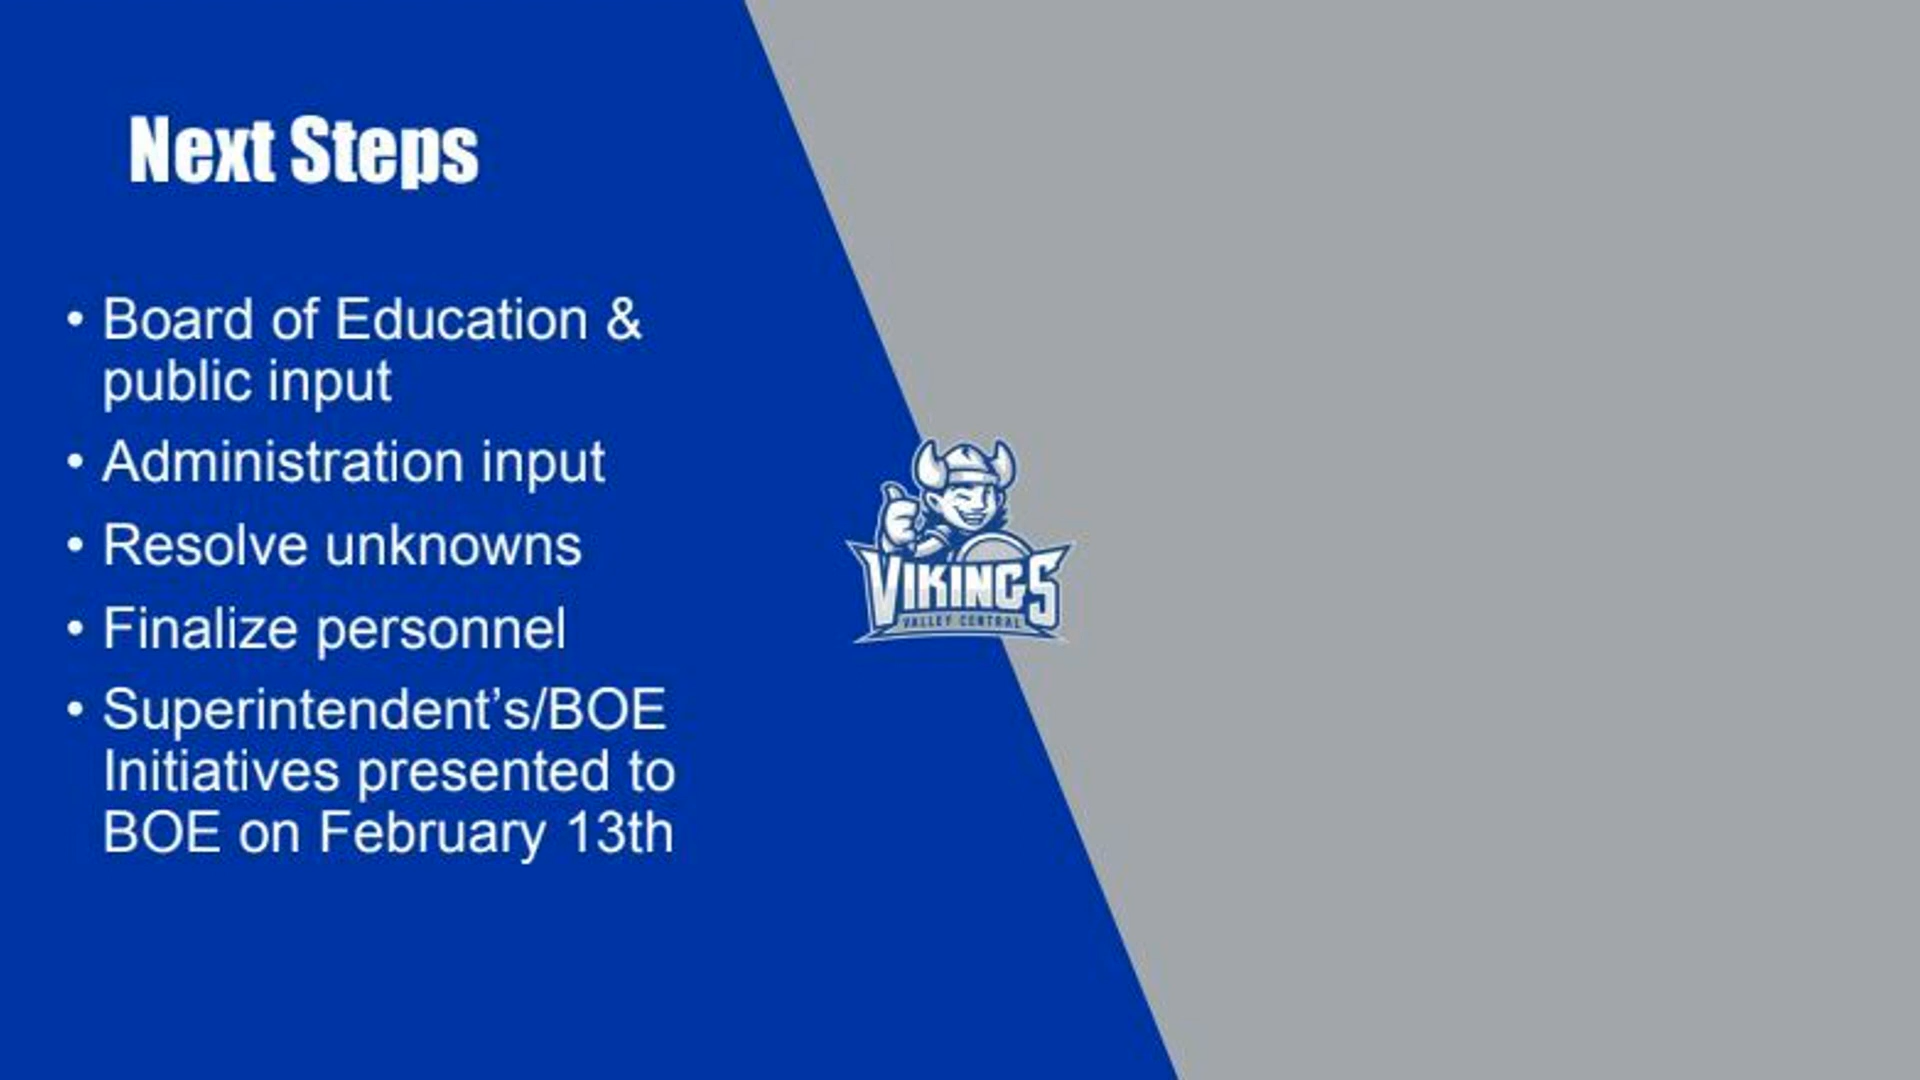 Next Steps
• Board of Education &
public input
• Administration input
• Resolve unknowns
• Finalize personnel
• Superintendent’s/BOE
Initiatives presented to
BOE on February 13th
VIKINGS
VALLEY CENTRAL